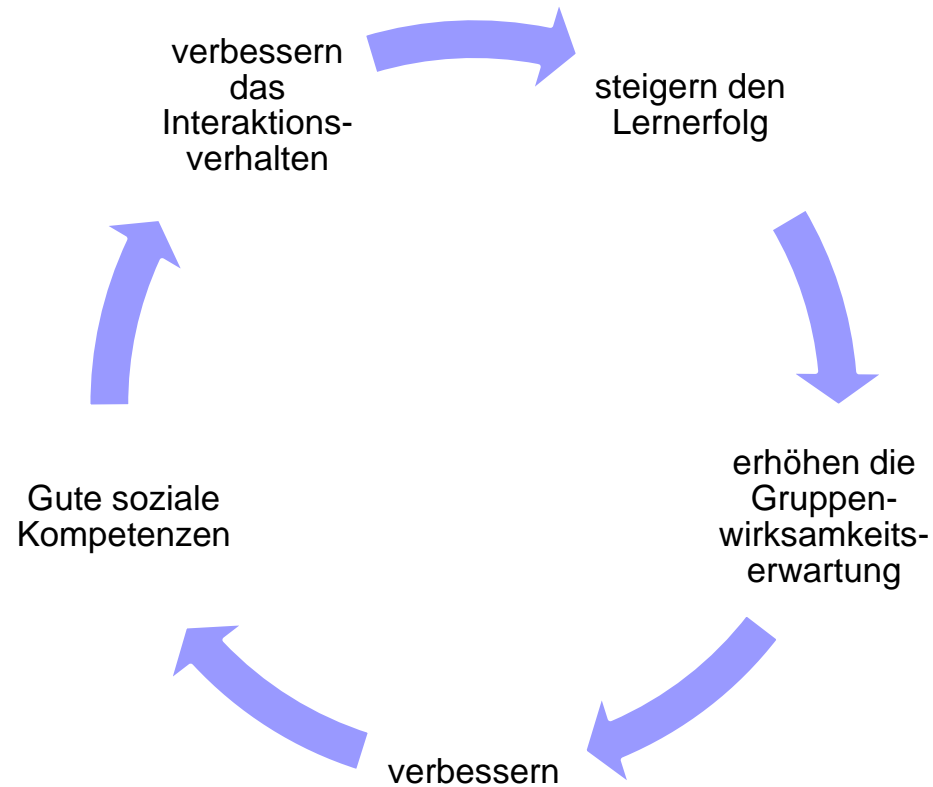 verbessern
das
Interaktions-
verhalten
steigern den
Lernerfolg
erhöhen die
Gruppen-
wirksamkeits-
erwartung
verbessern
Gute soziale
Kompetenzen